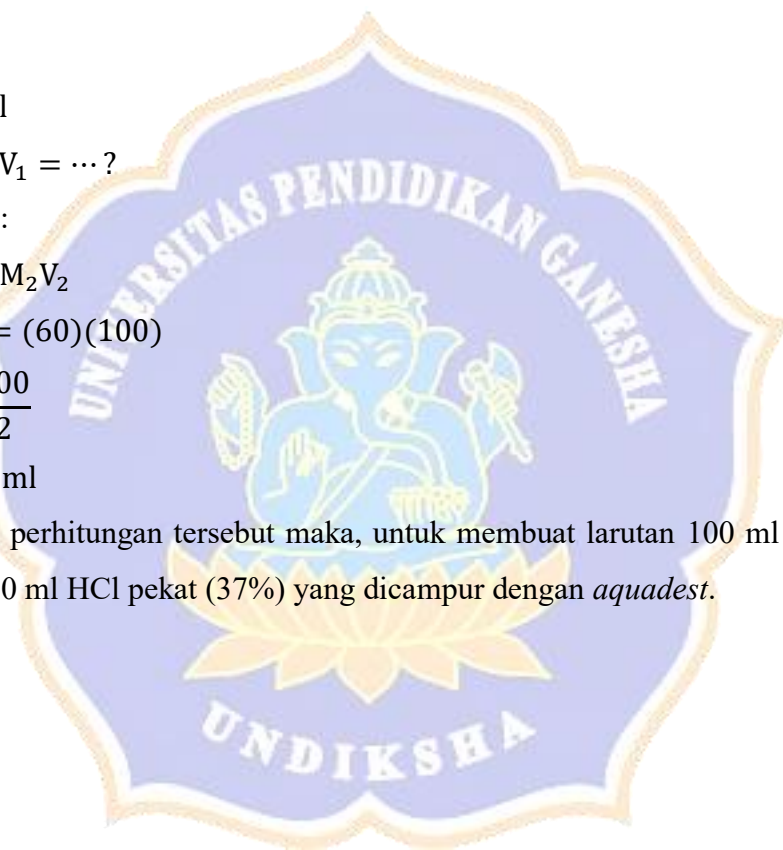 l
V₁ = ⋯ ?
:
M₂V₂
= (60)(100)
00
2
ml
perhitungan tersebut maka, untuk membuat larutan 100 ml
0 ml HCl pekat (37%) yang dicampur dengan aquadest.
UNIVERSITAS PENDIDIKAN GANESHA
UNDIKSHA